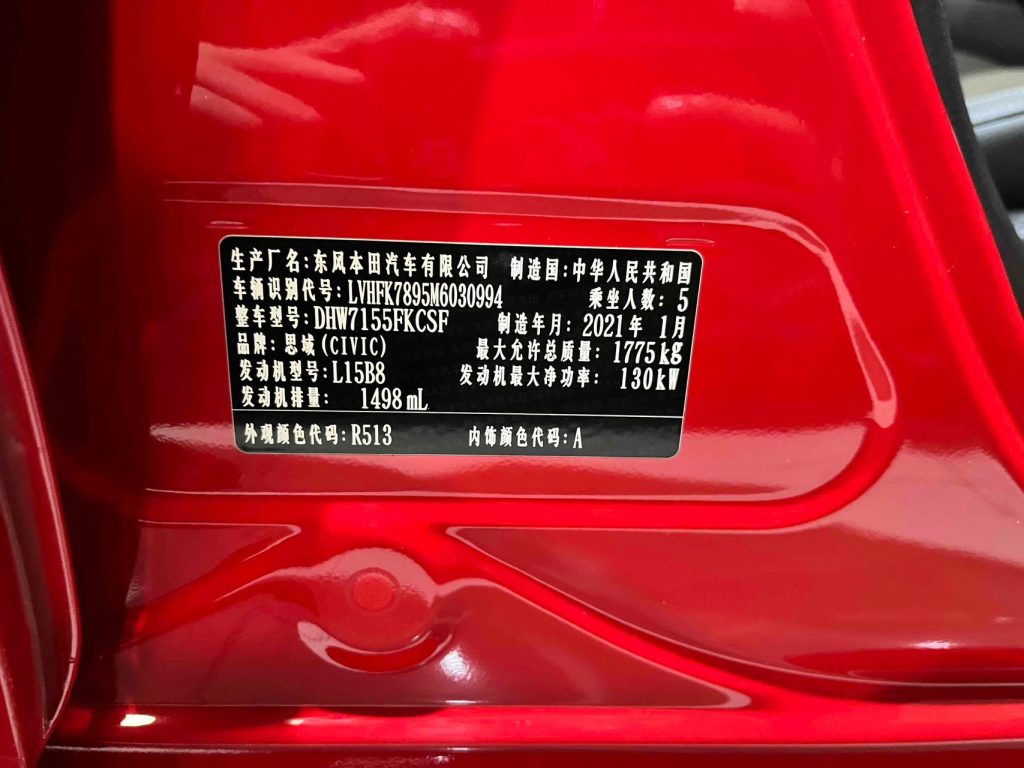 生产厂名:东风本田汽车有限公司 制造国:中华人民共和国
车辆识别代号:LVHFK7895M6030994 乘坐人数: 5
整车型号:DHW7155FKCSF 制造年月:2021年 1月
品牌:思域(CIVIC) 最大允许总质量: 1775kg
发动机型号:L15B8 发动机最大净功率: 130kW
发动机排量: 1498mL
外观颜色代码:R513 内饰颜色代码:A